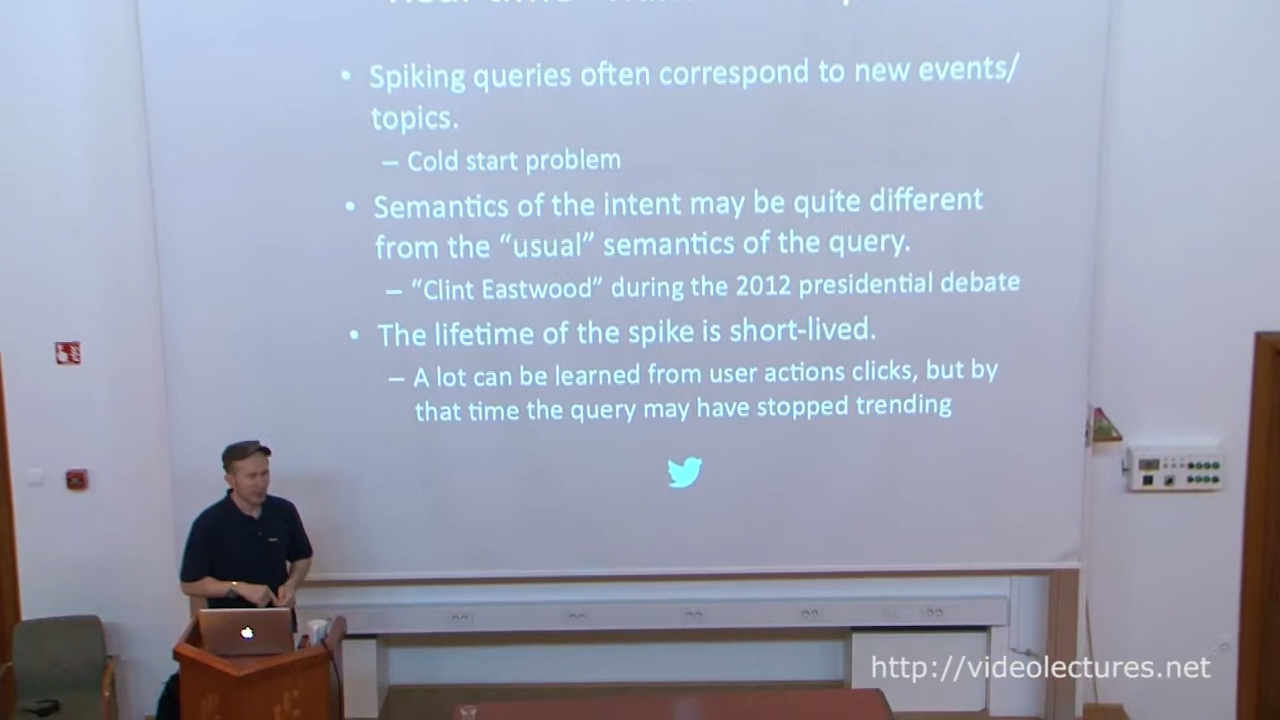 • Spiking queries often correspond to new events/
topics.
– Cold start problem
• Semantics of the intent may be quite different
from the “usual” semantics of the query.
– “Clint Eastwood” during the 2012 presidential debate
• The lifetime of the spike is short-lived.
– A lot can be learned from user actions clicks, but by
that time the query may have stopped trending
http://videolectures.net